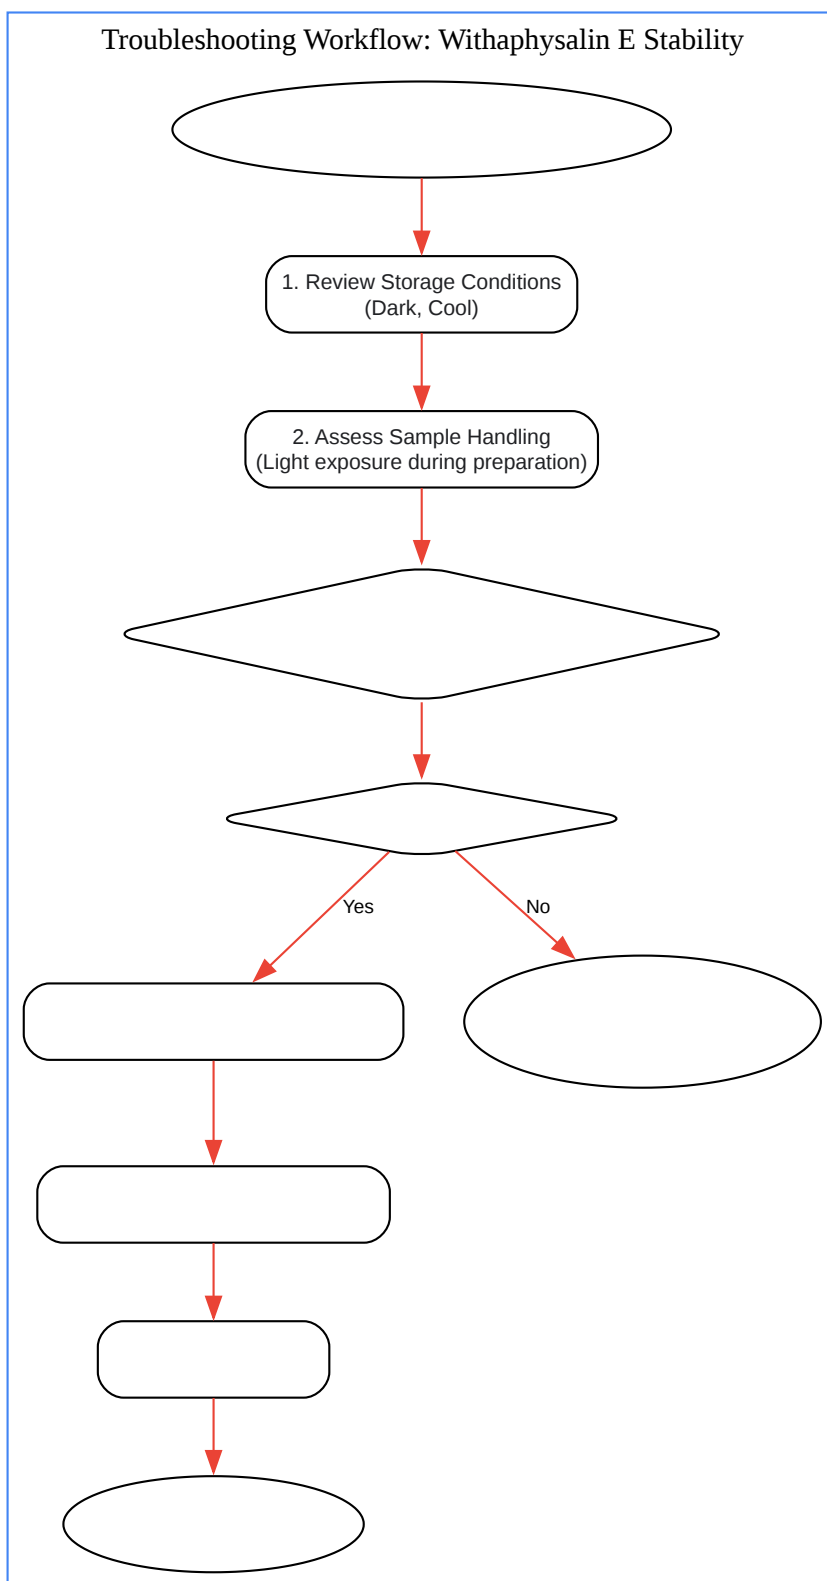 Troubleshooting Workflow: Withaphysalin E Stability
1. Review Storage Conditions
(Dark, Cool)
2. Assess Sample Handling
(Light exposure during preparation)
Yes
No